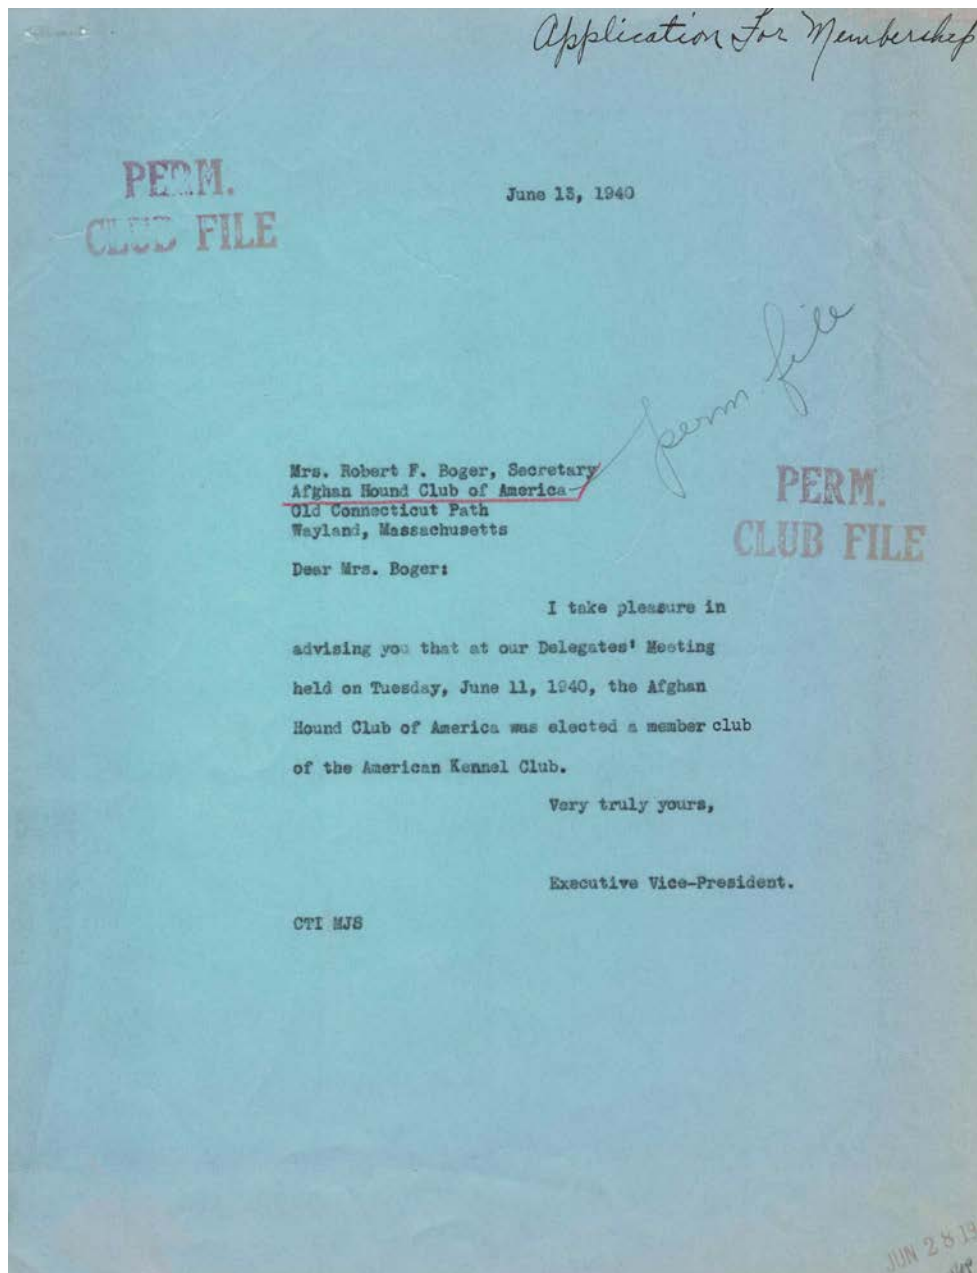 Application For Membership
PERM.
CLUB FILE
June 13, 1940
perm. file
Mrs. Robert F. Boger, Secretary
Afghan Hound Club of America
Old Connecticut Path
Wayland, Massachusetts
PERM.
CLUB FILE
Dear Mrs. Boger:
I take pleasure in
advising you that at our Delegates' Meeting
held on Tuesday, June 11, 1940, the Afghan
Hound Club of America was elected a member club
of the American Kennel Club.
Very truly yours,
Executive Vice-President.
CTI MJS
JUN 28 19